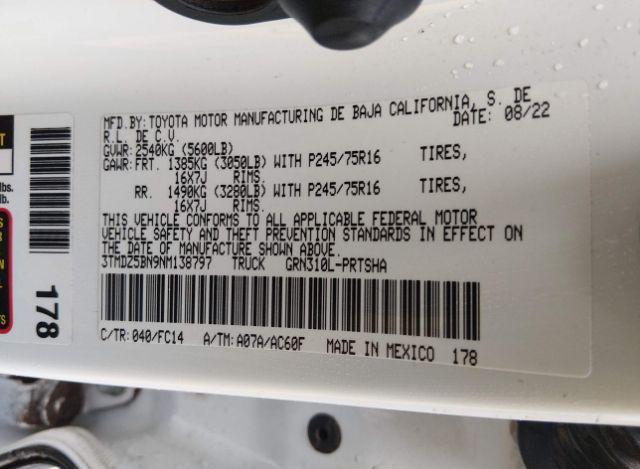 MFD.BY:TOYOTA MOTOR MANUFACTURING DE BAJA CALIFORNIA, S. DE
R.L. DE C.V. DATE: 08/22
GVWR: 2540KG (5600LB)
GAWR:FRT. 1385KG (3050LB) WITH P245/75R16 TIRES,
16X7J RIMS.
RR. 1490KG (3280LB) WITH P245/75R16 TIRES,
16X7J RIMS.
THIS VEHICLE CONFORMS TO ALL APPLICABLE FEDERAL MOTOR
VEHICLE SAFETY AND THEFT PREVENTION STANDARDS IN EFFECT ON
THE DATE OF MANUFACTURE SHOWN ABOVE.
3TMDZ5BN9NM138797 TRUCK GRN310L-PRTSHA
C/TR:040/FC14 A/TM:A07A/AC60F MADE IN MEXICO 178
178
lbs.
lb.